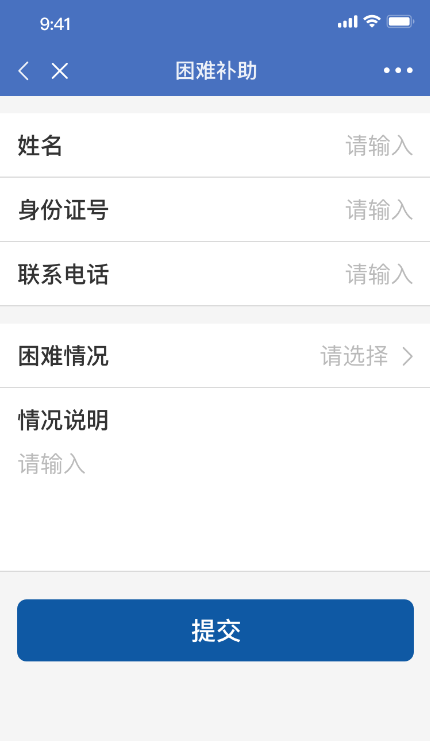 9:41
困难补助
姓名 请输入
身份证号 请输入
联系电话 请输入
困难情况 请选择
情况说明
请输入
提交